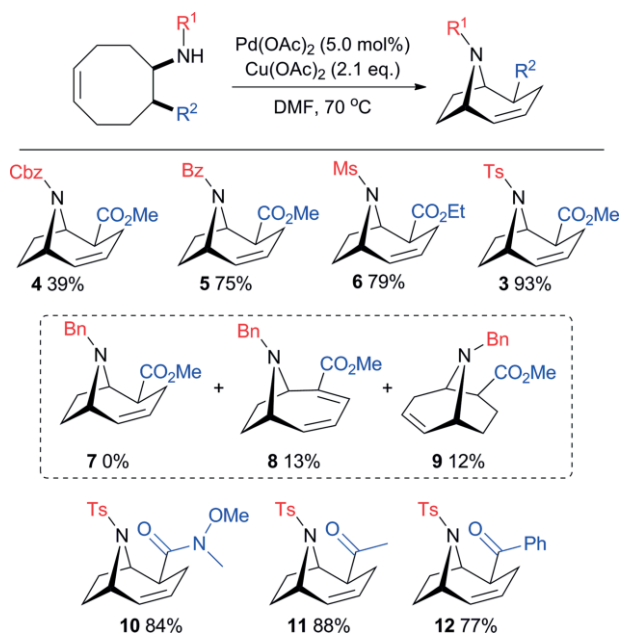 R¹
NH
R²
Pd(OAc)₂ (5.0 mol%)
Cu(OAc)₂ (2.1 eq.)
DMF, 70 °C
R¹
N
R²
Cbz
N
CO₂Me
4 39%
Bz
N
CO₂Me
5 75%
Ms
N
CO₂Et
6 79%
Ts
N
CO₂Me
3 93%
Bn
N
CO₂Me
7 0%
+
Bn
N
CO₂Me
8 13%
+
Bn
N
CO₂Me
9 12%
Ts
N
O
OMe
N
10 84%
Ts
N
O
11 88%
Ts
N
O
Ph
12 77%